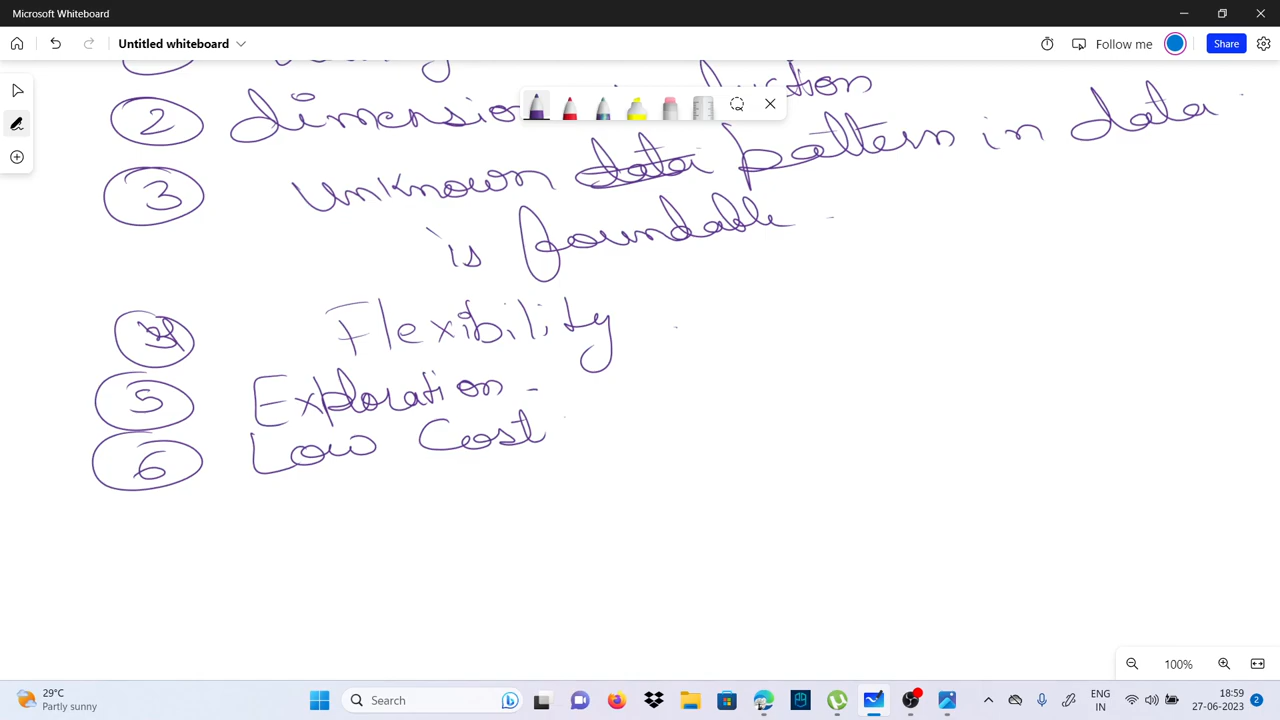 Microsoft Whiteboard
Untitled whiteboard
Follow me
Share
2 dimension
3 unknown data pattern in data
is foundable
4 Flexibility
5 Exploration
6 Low Cost
100%
29°C
Partly sunny
Search
ENG
IN
18:59
27-06-2023
2